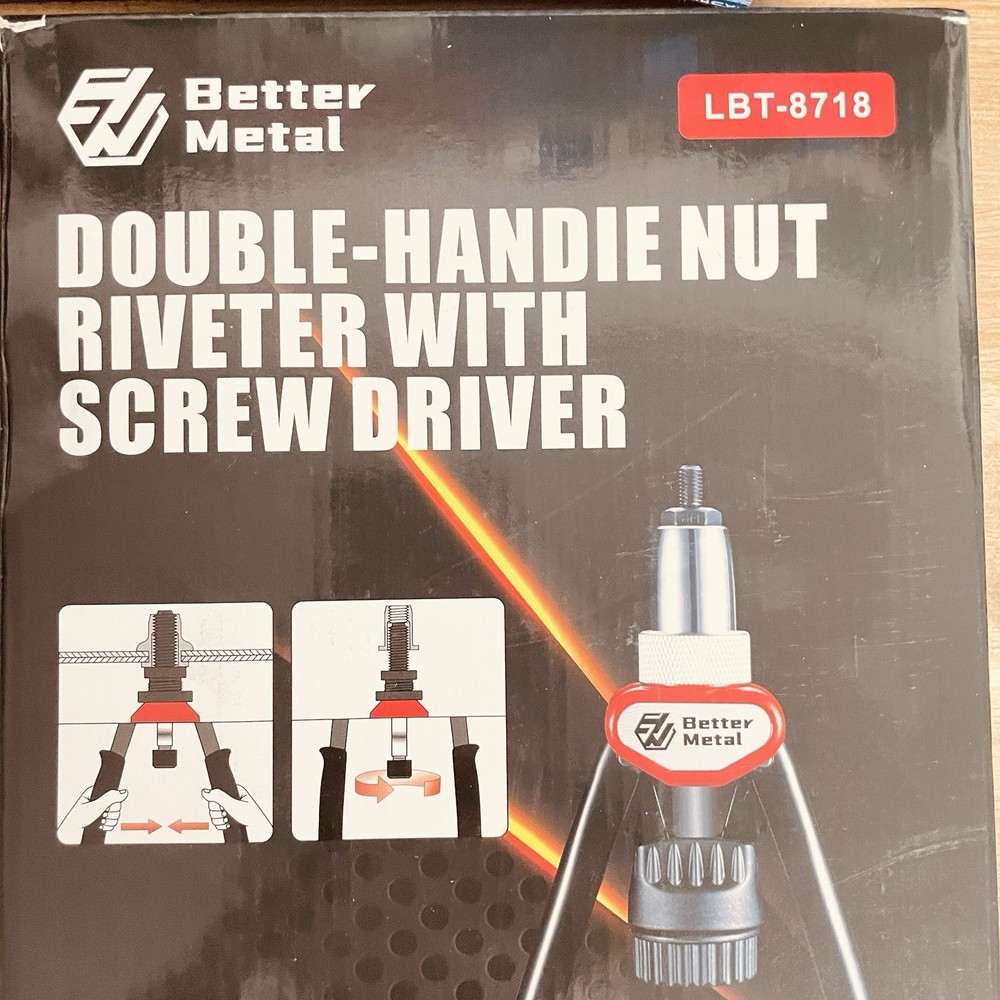 Better
Metal
LBT-8718
DOUBLE-HANDIE NUT
RIVETER WITH
SCREW DRIVER
Better
Metal